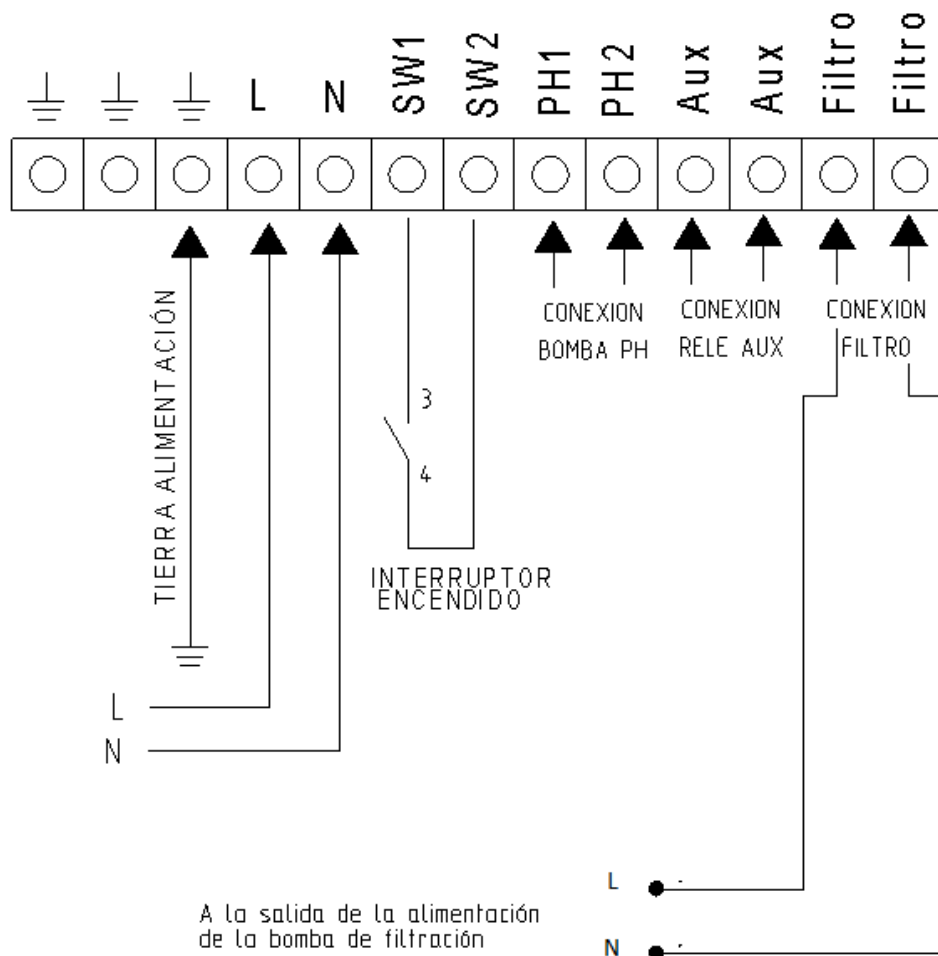 L N SW1 SW2 PH1 PH2 Aux Aux Filtro Filtro
TIERRA ALIMENTACIÓN
CONEXION
BOMBA PH
CONEXION
RELE AUX
CONEXION
FILTRO
3
4
INTERRUPTOR
ENCENDIDO
L
N
A la salida de la alimentación
de la bomba de filtración
L
N